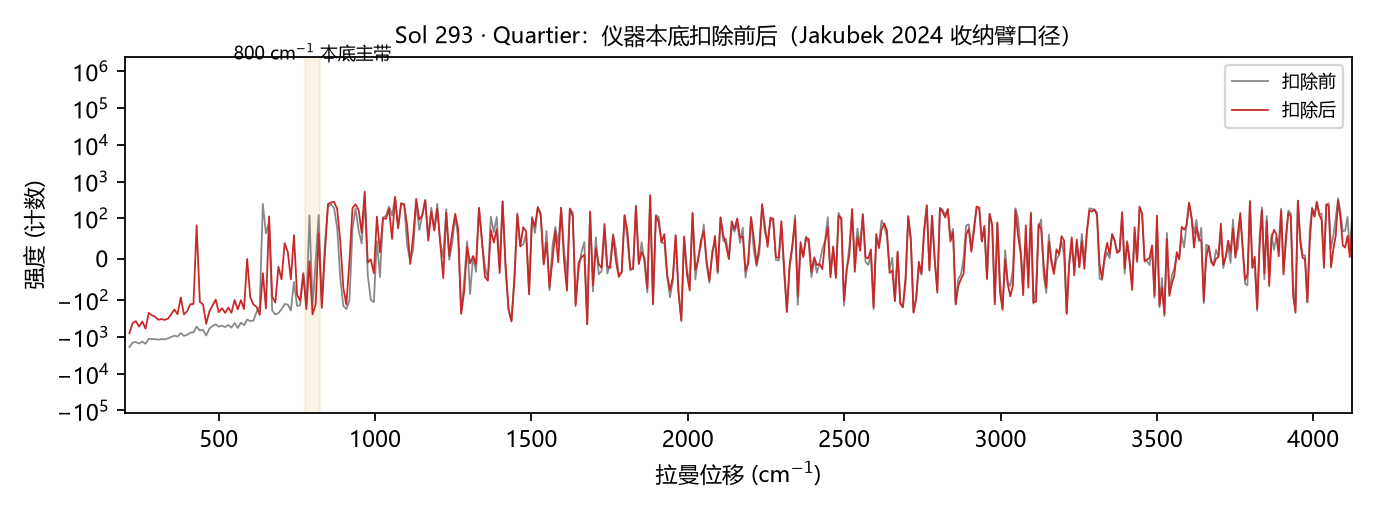 Sol 293 · Quartier：仪器本底扣除前后（Jakubek 2024 收纳臂口径）
800 cm⁻¹ 本底主带
扣除前
扣除后
10⁶
10⁵
10⁴
10³
10²
0
−10²
−10³
−10⁴
−10⁵
强度 (计数)
500 1000 1500 2000 2500 3000 3500 4000
拉曼位移 (cm⁻¹)